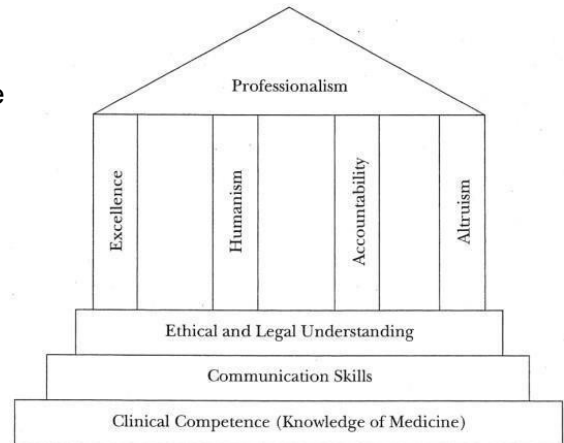 Professionalism
Excellence
Humanism
Accountability
Altruism
Ethical and Legal Understanding
Communication Skills
Clinical Competence (Knowledge of Medicine)